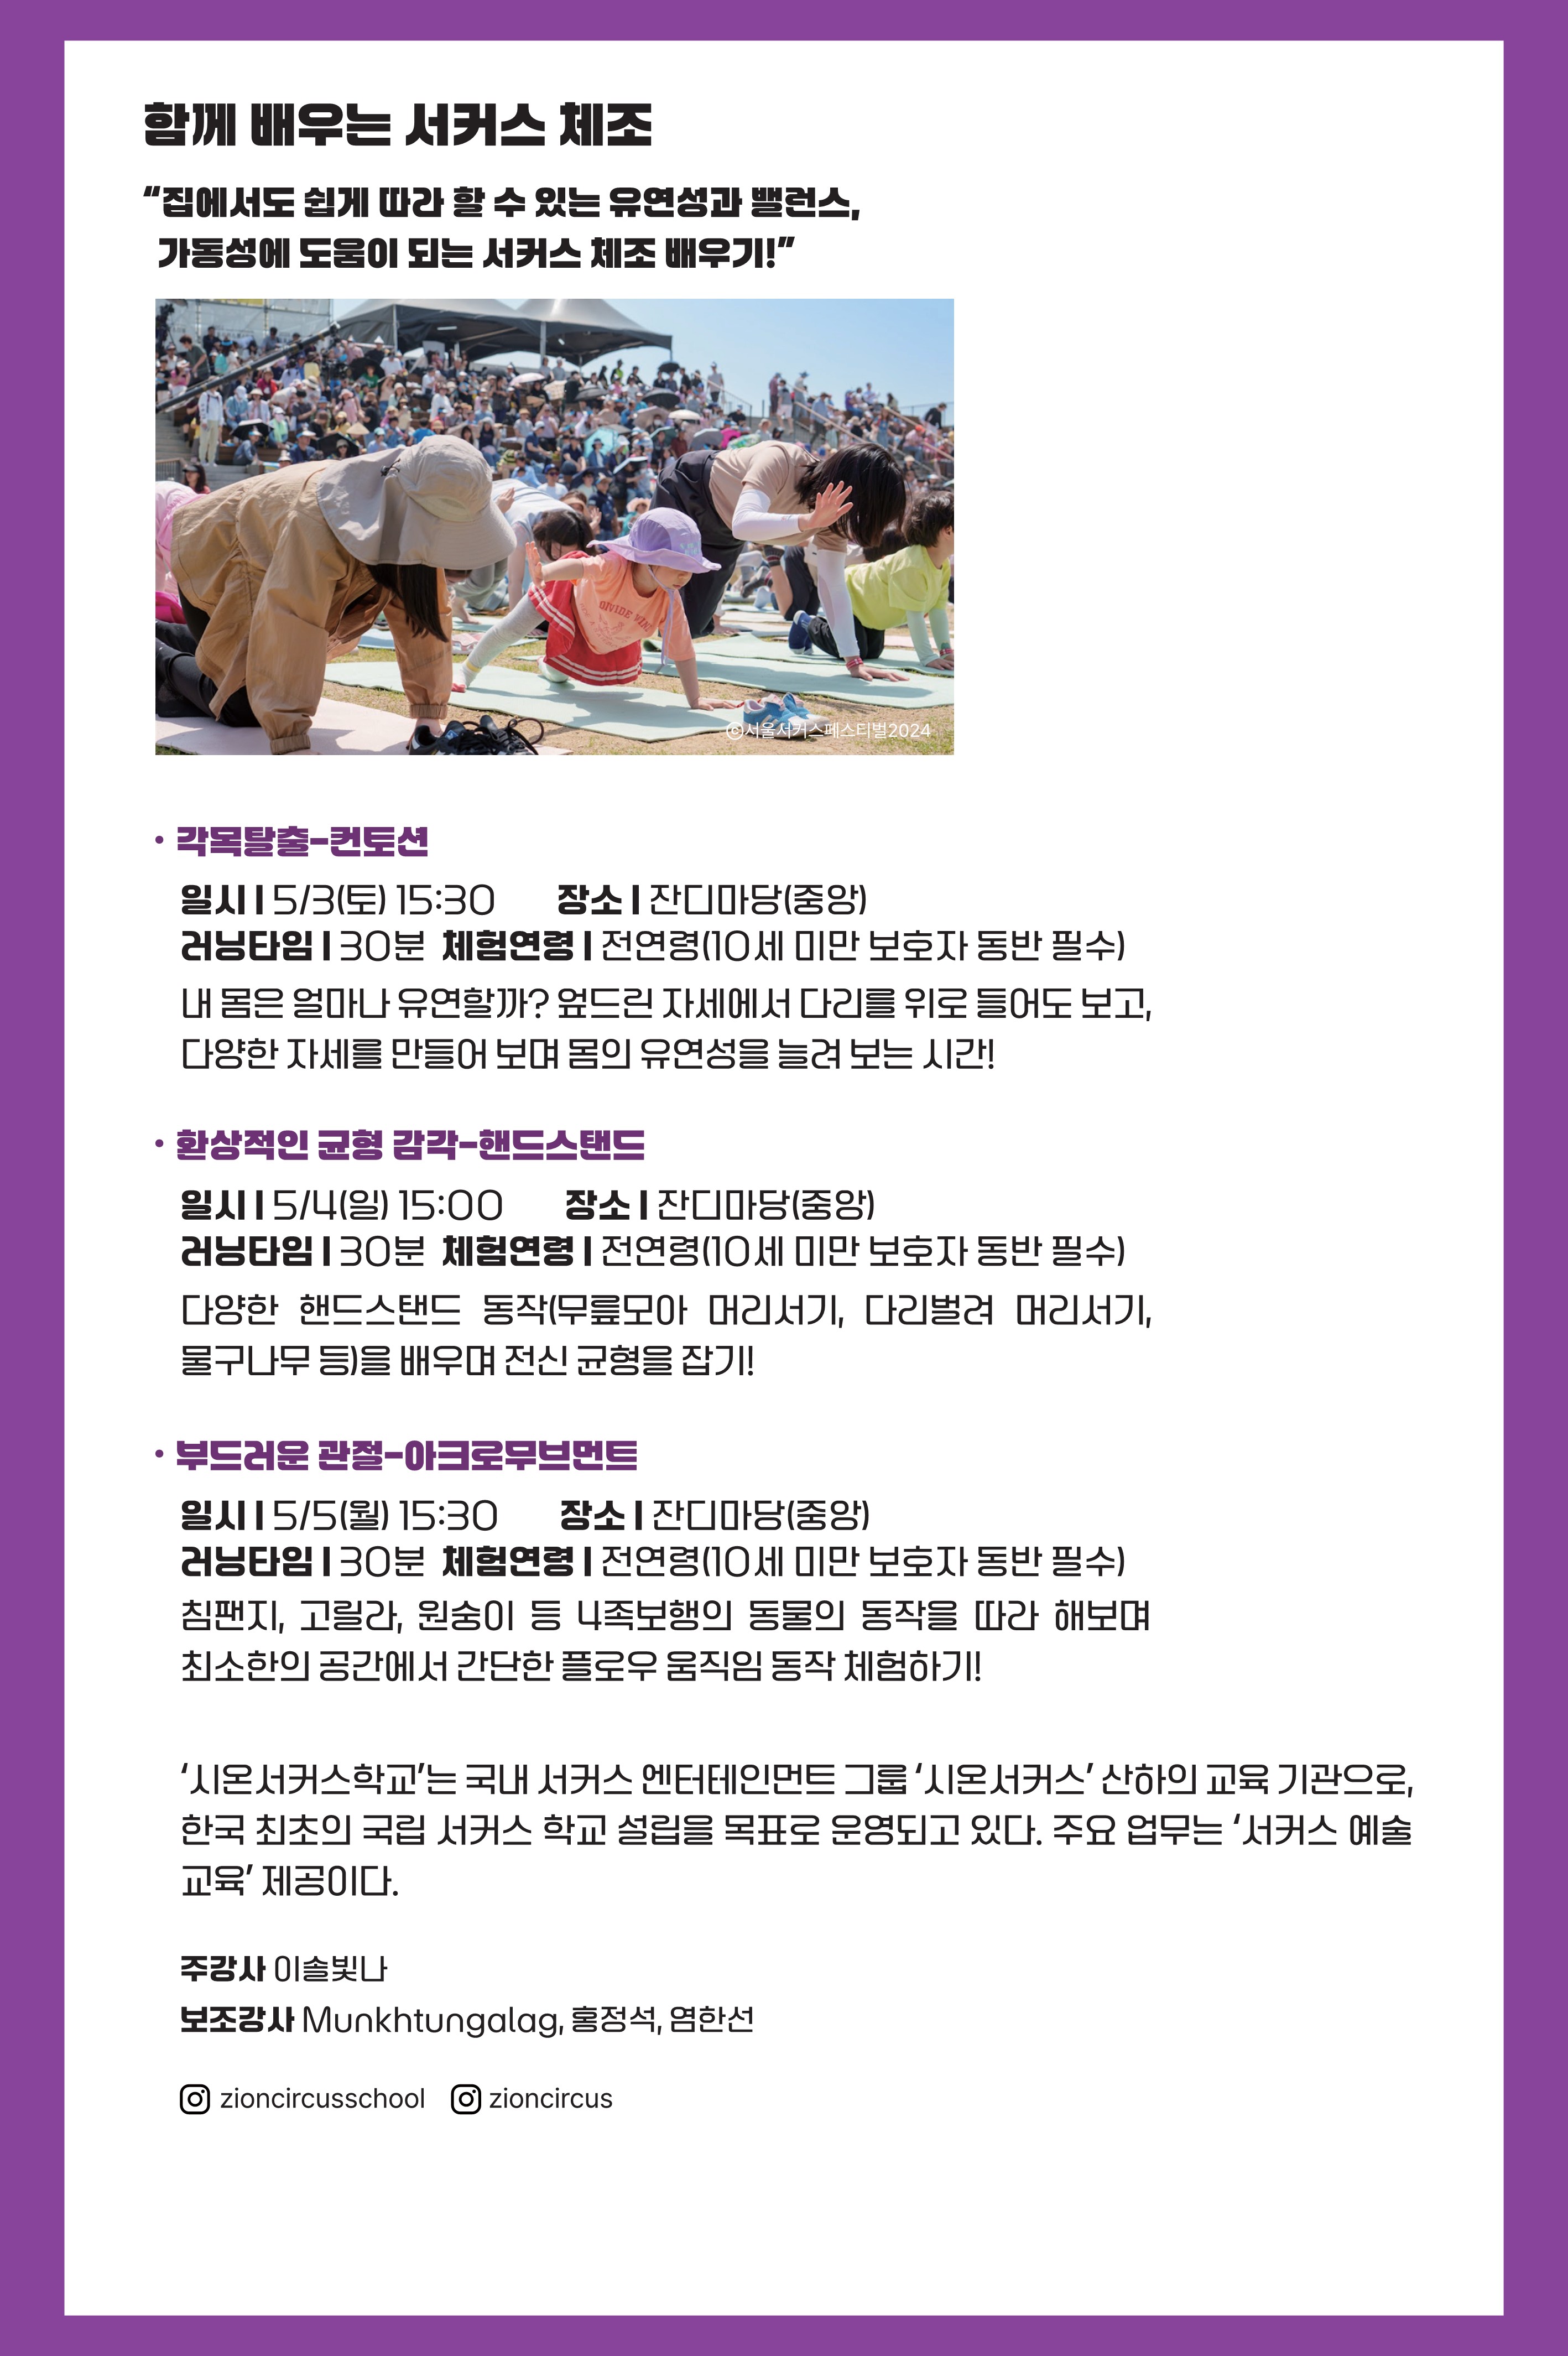 함께 배우는 서커스 체조
“집에서도 쉽게 따라 할 수 있는 유연성과 밸런스,
가동성에 도움이 되는 서커스 체조 배우기!”
DIVIDE
©서울서커스페스티벌2024
· 각목탈출-컨토션
일시 I 5/3(토) 15:30 장소 I 잔디마당(중앙)
러닝타임 I 30분 체험연령 I 전연령(10세 미만 보호자 동반 필수)
내 몸은 얼마나 유연할까? 엎드린 자세에서 다리를 위로 들어도 보고,
다양한 자세를 만들어 보며 몸의 유연성을 늘려 보는 시간!
· 환상적인 균형 감각-핸드스탠드
일시 I 5/4(일) 15:00 장소 I 잔디마당(중앙)
러닝타임 I 30분 체험연령 I 전연령(10세 미만 보호자 동반 필수)
다양한 핸드스탠드 동작(무릎모아 머리서기, 다리벌려 머리서기,
물구나무 등)을 배우며 전신 균형을 잡기!
· 부드러운 관절-아크로무브먼트
일시 I 5/5(월) 15:30 장소 I 잔디마당(중앙)
러닝타임 I 30분 체험연령 I 전연령(10세 미만 보호자 동반 필수)
침팬지, 고릴라, 원숭이 등 4족보행의 동물의 동작을 따라 해보며
최소한의 공간에서 간단한 플로우 움직임 동작 체험하기!
‘시온서커스학교’는 국내 서커스 엔터테인먼트 그룹 ‘시온서커스’ 산하의 교육 기관으로,
한국 최초의 국립 서커스 학교 설립을 목표로 운영되고 있다. 주요 업무는 ‘서커스 예술
교육’ 제공이다.
주강사 이솔빛나
보조강사 Munkhtungalag, 홍정석, 염한선
zioncircusschool zioncircus